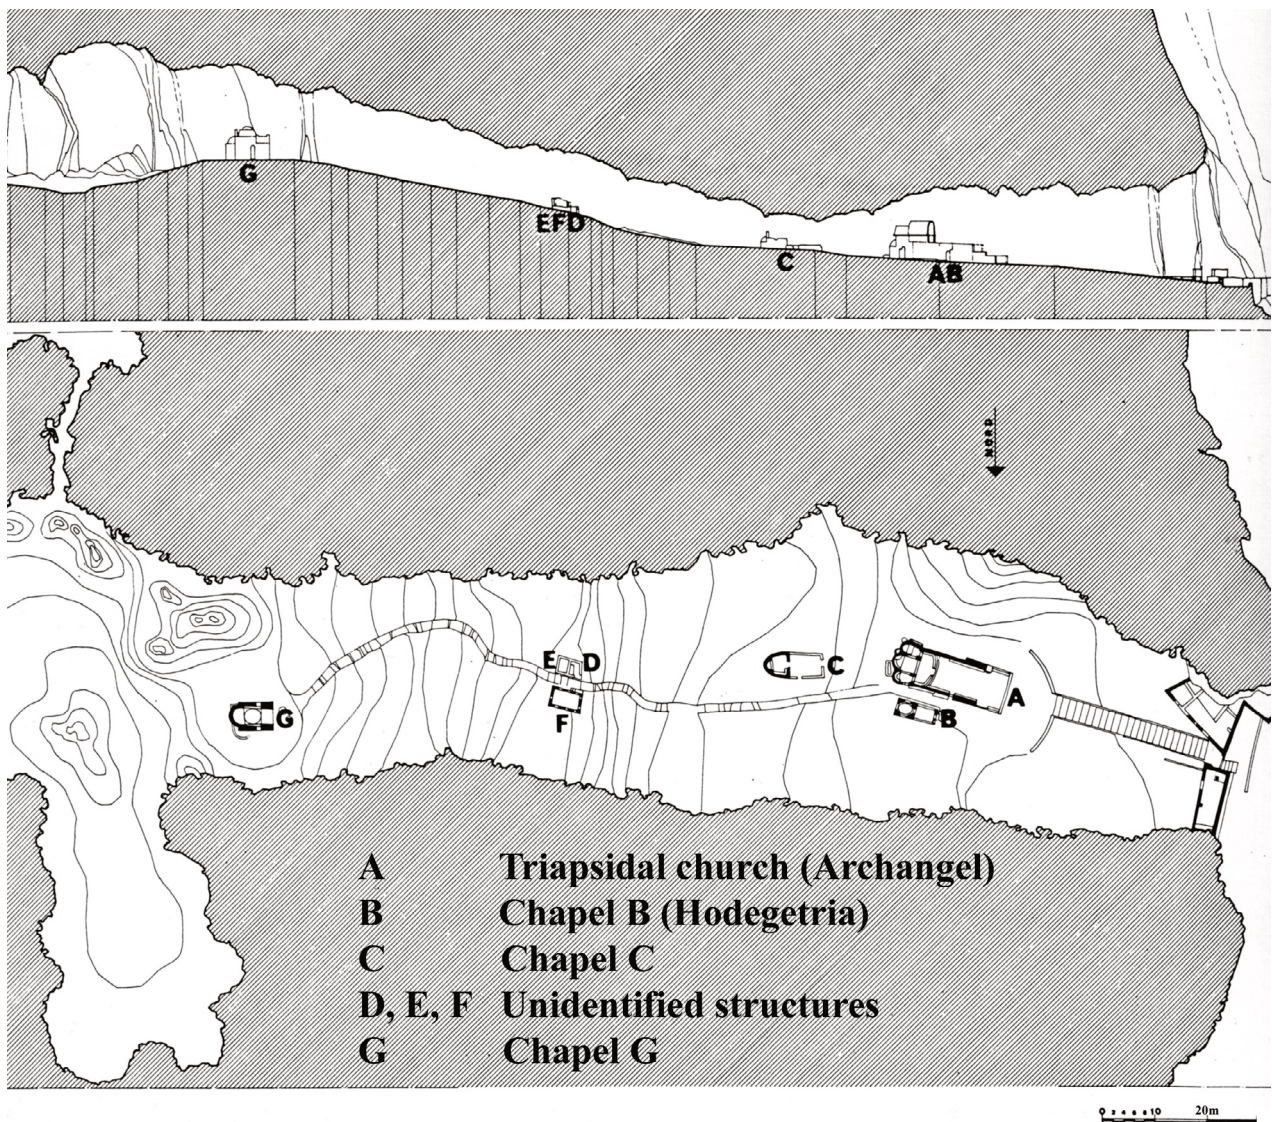 G
EFD
C
AB
NORD
E D
C
A
G
F
B
A Triapsidal church (Archangel)
B Chapel B (Hodegetria)
C Chapel C
D, E, F Unidentified structures
G Chapel G
0 2 4 6 8 10 20m